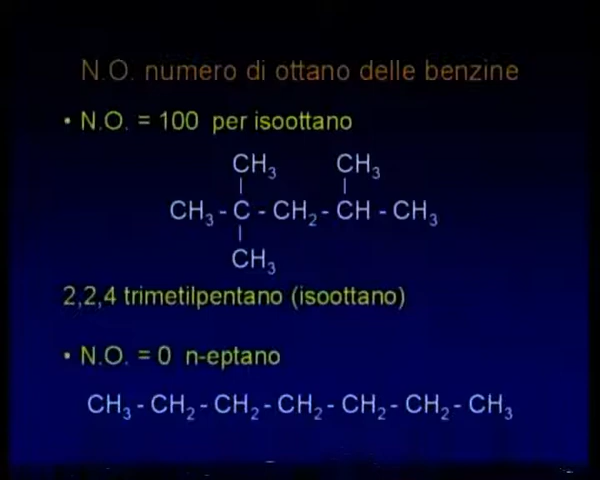 N.O. numero di ottano delle benzine
• N.O. = 100 per isoottano
CH₃ CH₃
CH₃ - C - CH₂ - CH - CH₃
CH₃
2,2,4 trimetilpentano (isoottano)
• N.O. = 0 n-eptano
CH₃ - CH₂ - CH₂ - CH₂ - CH₂ - CH₂ - CH₃